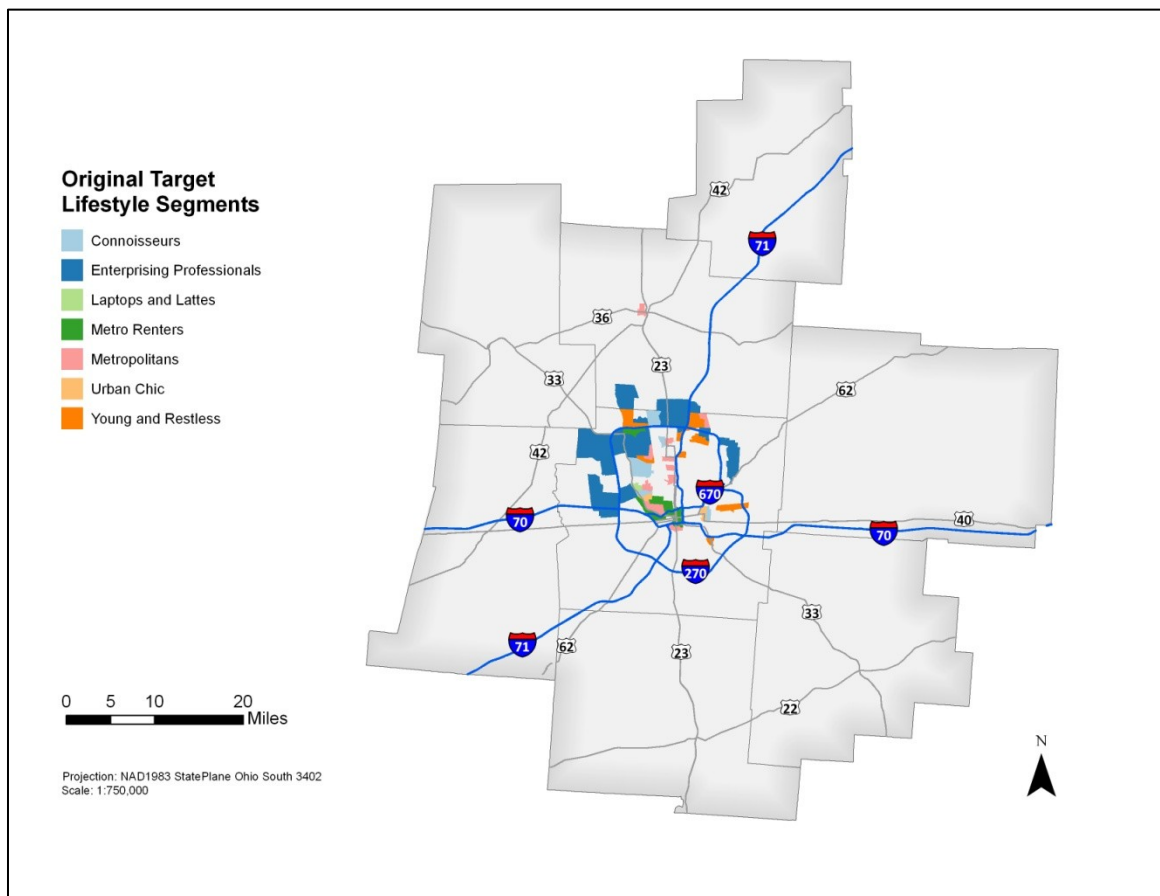 Original Target
Lifestyle Segments
Connoisseurs
Enterprising Professionals
Laptops and Lattes
Metro Renters
Metropolitans
Urban Chic
Young and Restless
42
71
36
23
33
62
42
670
70
40
70
270
33
71
62
23
22
0 5 10 20
Miles
N
Projection: NAD1983 StatePlane Ohio South 3402
Scale: 1:750,000